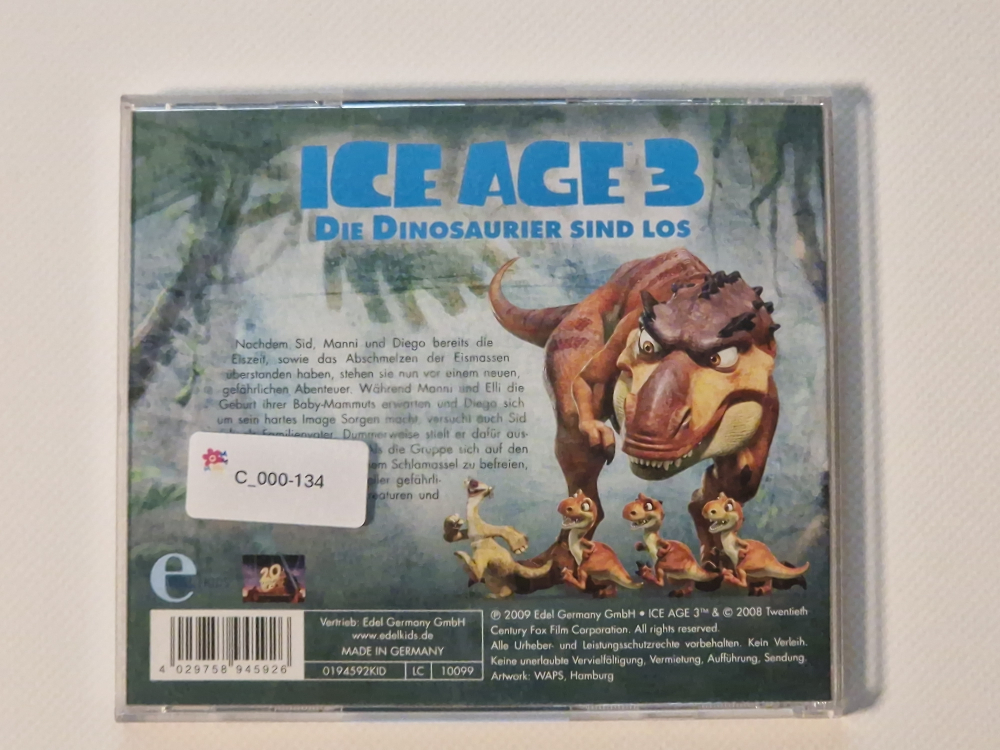 ICE AGE 3
DIE DINOSAURIER SIND LOS
Nachdem Sid, Manni und Diego bereits die
Eiszeit, sowie das Abschmelzen der Eismassen
überstanden haben, stehen sie nun vor einem neuen,
gefährlichen Abenteuer. Während Manni und Elli die
Geburt ihrer Baby-Mammuts erwarten und Diego sich
um sein hartes Image Sorgen macht, versucht auch Sid
Familienvater. Dummerweise stielt er dafür aus-
die Gruppe sich auf den
Schlamassel zu befreien,
gefährli-
und
C_000-134
e KIDS
20
4 029758 945926
Vertrieb: Edel Germany GmbH
www.edelkids.de
MADE IN GERMANY
0194592KID LC 10099
℗ 2009 Edel Germany GmbH • ICE AGE 3™ & © 2008 Twentieth
Century Fox Film Corporation. All rights reserved.
Alle Urheber- und Leistungsschutzrechte vorbehalten. Kein Verleih.
Keine unerlaubte Vervielfältigung, Vermietung, Aufführung, Sendung.
Artwork: WAPS, Hamburg